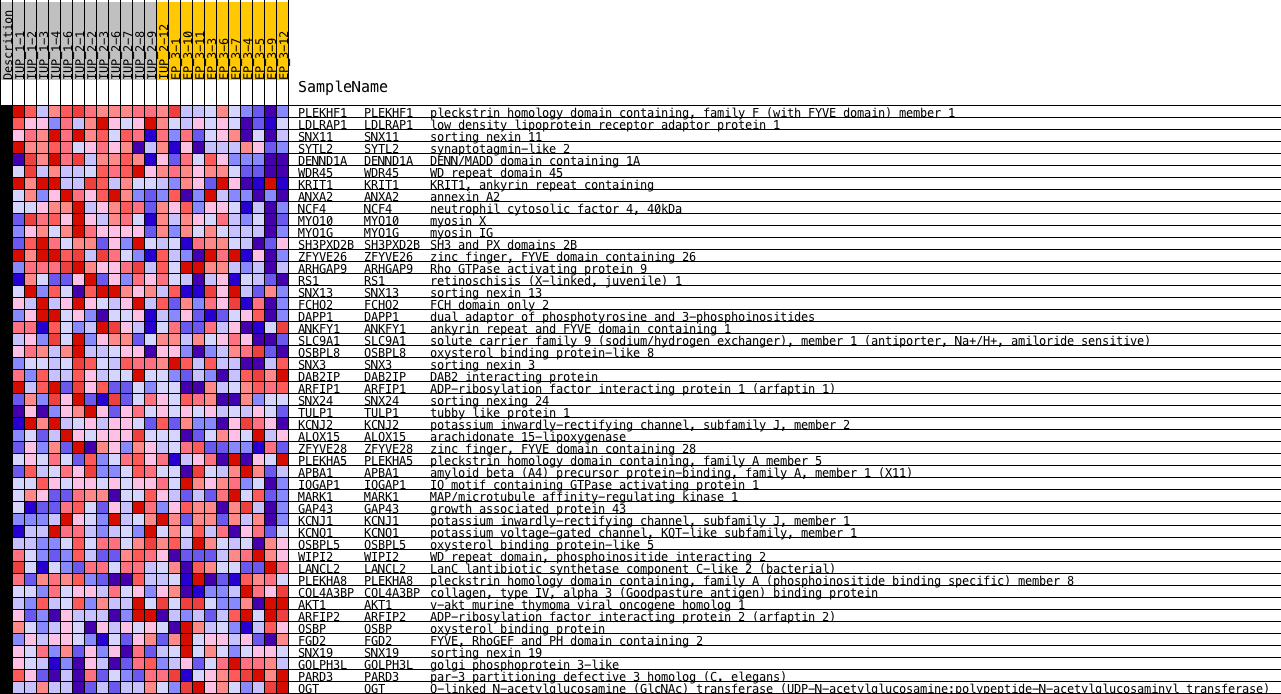 Descrition
IUP_1-1
IUP_1-2
IUP_1-3
IUP_1-4
IUP_1-6
IUP_2-1
IUP_2-2
IUP_2-3
IUP_2-6
IUP_2-7
IUP_2-8
IUP_2-9
IUP_2-12
EP_3-1
EP_3-10
EP_3-11
EP_3-3
EP_3-6
EP_3-7
EP_3-4
EP_3-5
EP_3-9
EP_3-12
SampleName
PLEKHF1 PLEKHF1 pleckstrin homology domain containing, family F (with FYVE domain) member 1
LDLRAP1 LDLRAP1 low density lipoprotein receptor adaptor protein 1
SNX11 SNX11 sorting nexin 11
SYTL2 SYTL2 synaptotagmin-like 2
DENND1A DENND1A DENN/MADD domain containing 1A
WDR45 WDR45 WD repeat domain 45
KRIT1 KRIT1 KRIT1, ankyrin repeat containing
ANXA2 ANXA2 annexin A2
NCF4 NCF4 neutrophil cytosolic factor 4, 40kDa
MYO10 MYO10 myosin X
MYO1G MYO1G myosin IG
SH3PXD2B SH3PXD2B SH3 and PX domains 2B
ZFYVE26 ZFYVE26 zinc finger, FYVE domain containing 26
ARHGAP9 ARHGAP9 Rho GTPase activating protein 9
RS1 RS1 retinoschisis (X-linked, juvenile) 1
SNX13 SNX13 sorting nexin 13
FCHO2 FCHO2 FCH domain only 2
DAPP1 DAPP1 dual adaptor of phosphotyrosine and 3-phosphoinositides
ANKFY1 ANKFY1 ankyrin repeat and FYVE domain containing 1
SLC9A1 SLC9A1 solute carrier family 9 (sodium/hydrogen exchanger), member 1 (antiporter, Na+/H+, amiloride sensitive)
OSBPL8 OSBPL8 oxysterol binding protein-like 8
SNX3 SNX3 sorting nexin 3
DAB2IP DAB2IP DAB2 interacting protein
ARFIP1 ARFIP1 ADP-ribosylation factor interacting protein 1 (arfaptin 1)
SNX24 SNX24 sorting nexing 24
TULP1 TULP1 tubby like protein 1
KCNJ2 KCNJ2 potassium inwardly-rectifying channel, subfamily J, member 2
ALOX15 ALOX15 arachidonate 15-lipoxygenase
ZFYVE28 ZFYVE28 zinc finger, FYVE domain containing 28
PLEKHA5 PLEKHA5 pleckstrin homology domain containing, family A member 5
APBA1 APBA1 amyloid beta (A4) precursor protein-binding, family A, member 1 (X11)
IQGAP1 IQGAP1 IQ motif containing GTPase activating protein 1
MARK1 MARK1 MAP/microtubule affinity-regulating kinase 1
GAP43 GAP43 growth associated protein 43
KCNJ1 KCNJ1 potassium inwardly-rectifying channel, subfamily J, member 1
KCNQ1 KCNQ1 potassium voltage-gated channel, KQT-like subfamily, member 1
OSBPL5 OSBPL5 oxysterol binding protein-like 5
WIPI2 WIPI2 WD repeat domain, phosphoinositide interacting 2
LANCL2 LANCL2 LanC lantibiotic synthetase component C-like 2 (bacterial)
PLEKHA8 PLEKHA8 pleckstrin homology domain containing, family A (phosphoinositide binding specific) member 8
COL4A3BP COL4A3BP collagen, type IV, alpha 3 (Goodpasture antigen) binding protein
AKT1 AKT1 v-akt murine thymoma viral oncogene homolog 1
ARFIP2 ARFIP2 ADP-ribosylation factor interacting protein 2 (arfaptin 2)
OSBP OSBP oxysterol binding protein
FGD2 FGD2 FYVE, RhoGEF and PH domain containing 2
SNX19 SNX19 sorting nexin 19
GOLPH3L GOLPH3L golgi phosphoprotein 3-like
PARD3 PARD3 par-3 partitioning defective 3 homolog (C. elegans)
OGT OGT O-linked N-acetylglucosamine (GlcNAc) transferase (UDP-N-acetylglucosamine:polypeptide-N-acetylglucosaminyl transferase)